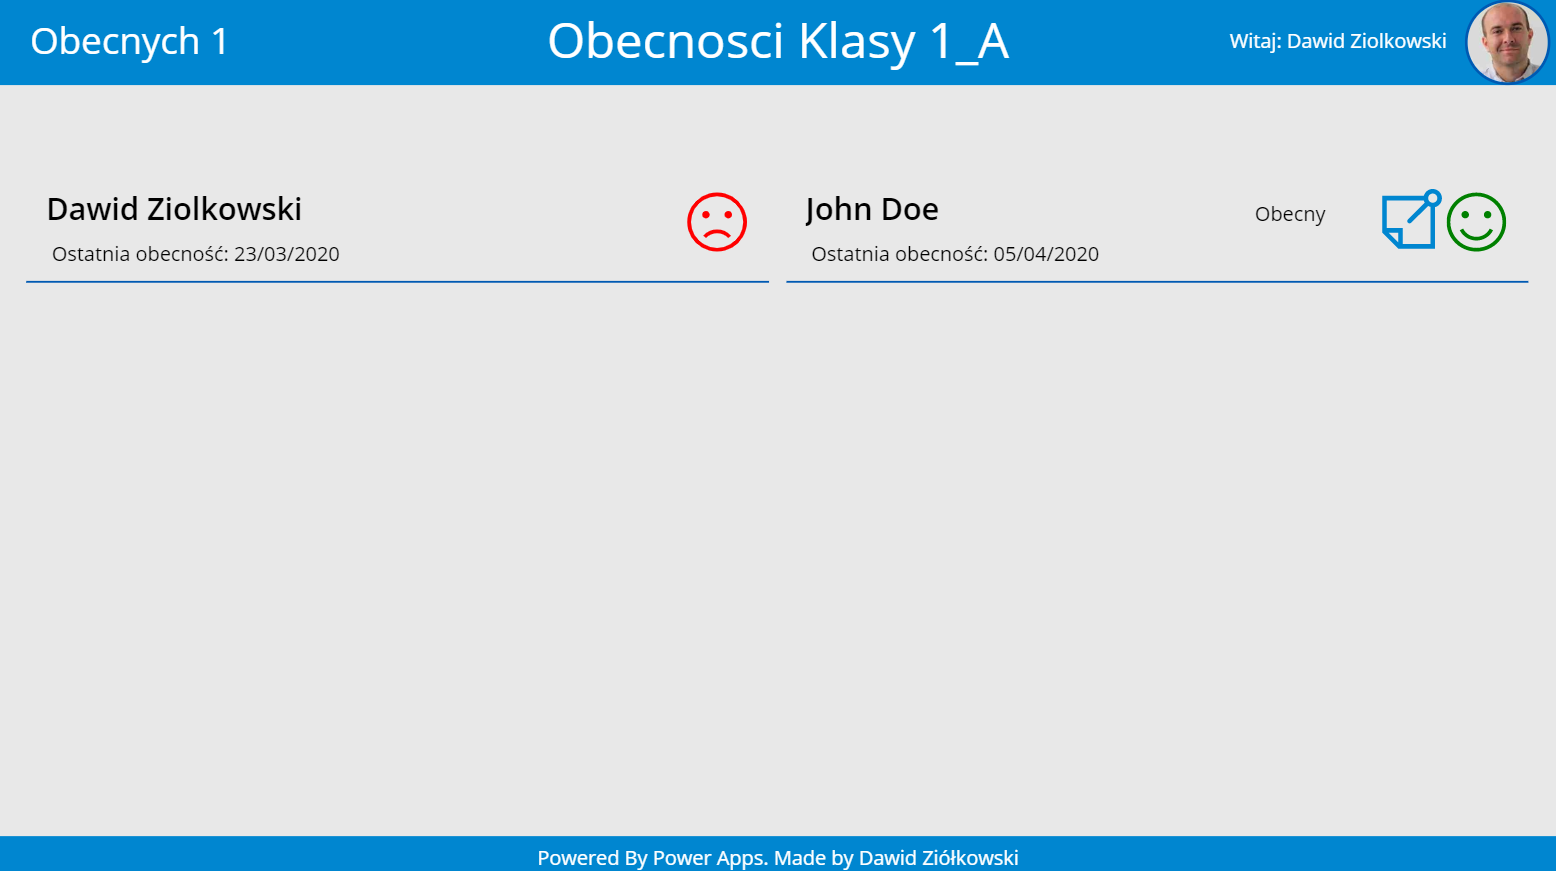 Obecnych 1
Obecnosci Klasy 1_A
Witaj: Dawid Ziolkowski
Dawid Ziolkowski
Ostatnia obecność: 23/03/2020
John Doe
Obecny
Ostatnia obecność: 05/04/2020
Powered By Power Apps. Made by Dawid Ziółkowski